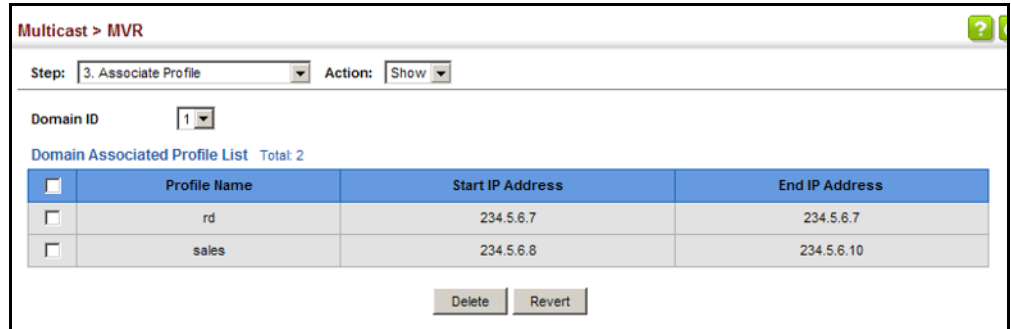 Multicast > MVR
?
Step: 3. Associate Profile Action: Show
Domain ID 1
Domain Associated Profile List Total: 2
Profile Name Start IP Address End IP Address
rd 234.5.6.7 234.5.6.7
sales 234.5.6.8 234.5.6.10
Delete Revert